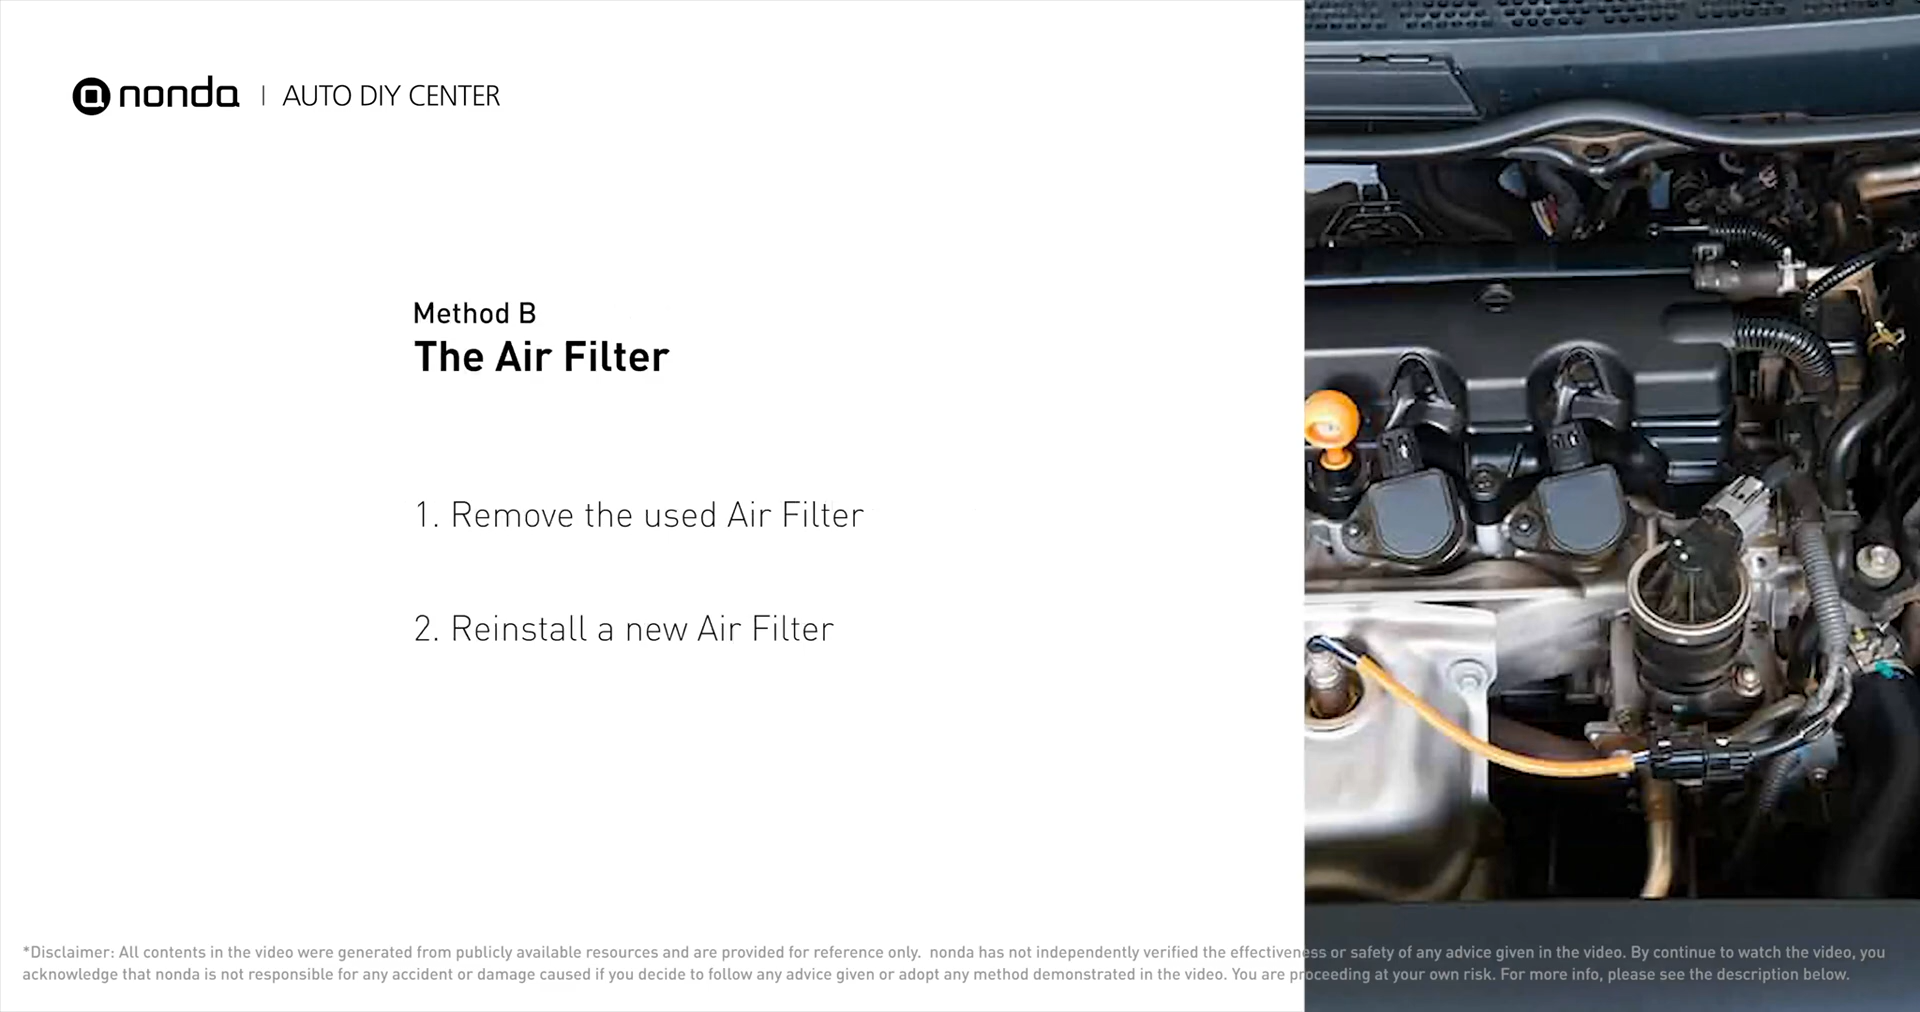 nonda | AUTO DIY CENTER
Method B
The Air Filter
1. Remove the used Air Filter
2. Reinstall a new Air Filter
*Disclaimer: All contents in the video were generated from publicly available resources and are provided for reference only. nonda has not independently verified the effectiveness or safety of any advice given in the video. By continue to watch the video, you
acknowledge that nonda is not responsible for any accident or damage caused if you decide to follow any advice given or adopt any method demonstrated in the video. You are proceeding at your own risk. For more info, please see the description below.